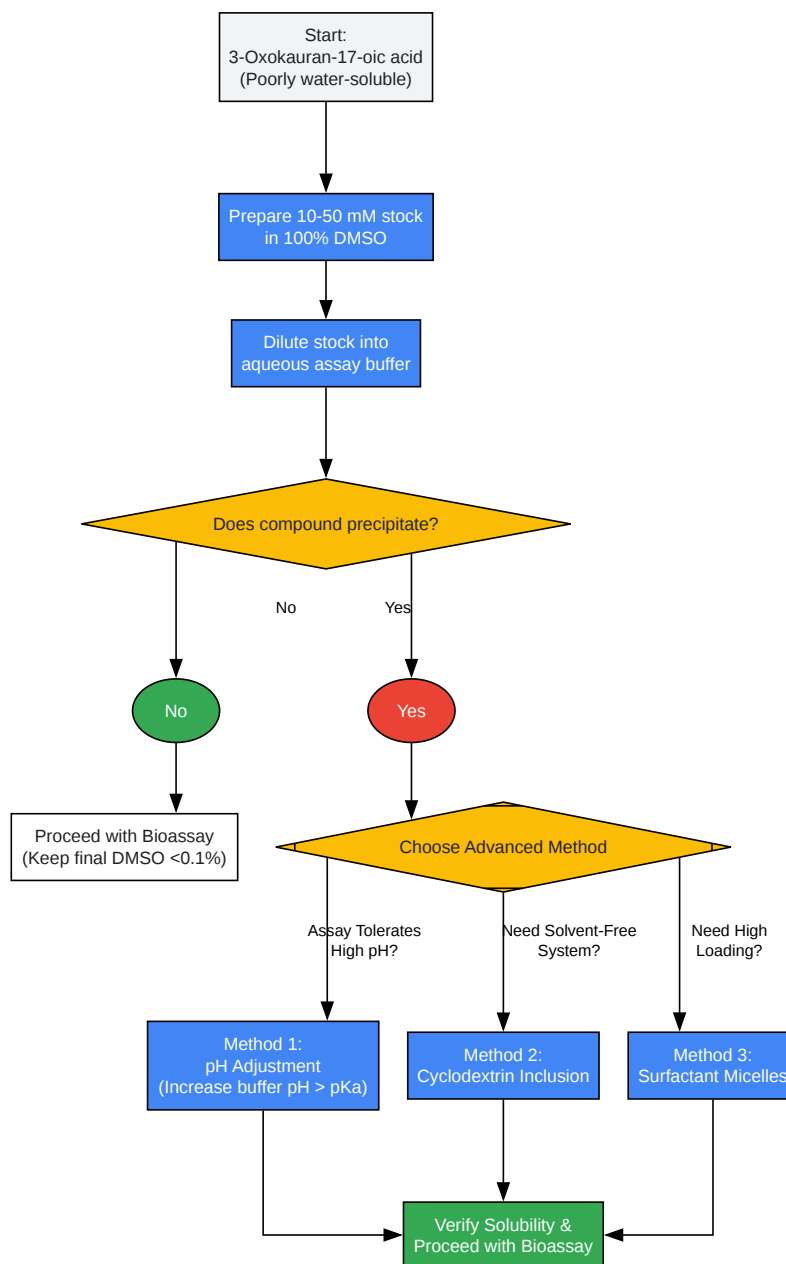 Start:
3-Oxokauran-17-oic acid
(Poorly water-soluble)
Prepare 10-50 mM stock
in 100% DMSO
Dilute stock into
aqueous assay buffer
Does compound precipitate?
No
Yes
No
Yes
Proceed with Bioassay
(Keep final DMSO <0.1%)
Choose Advanced Method
Assay Tolerates
High pH?
Need Solvent-Free
System?
Need High
Loading?
Method 1:
pH Adjustment
(Increase buffer pH > pKa)
Method 2:
Cyclodextrin Inclusion
Method 3:
Surfactant Micelles
Verify Solubility &
Proceed with Bioassay